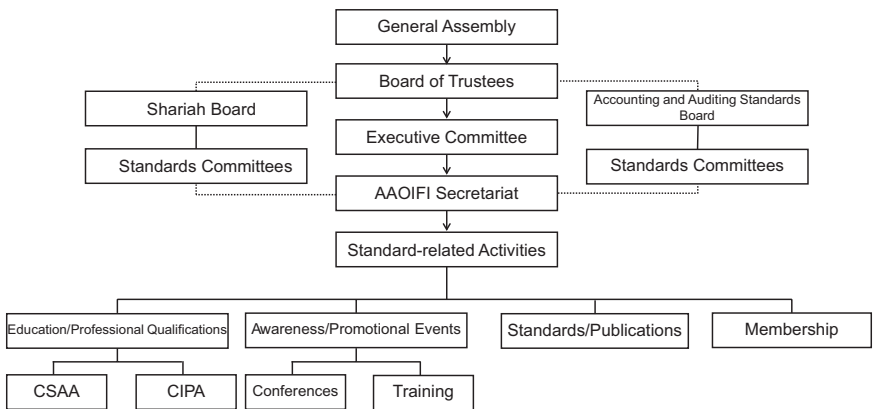 General Assembly
Board of Trustees
Shariah Board
Accounting and Auditing Standards
Board
Executive Committee
Standards Committees
Standards Committees
AAOIFI Secretariat
Standard-related Activities
Education/Professional Qualifications
Awareness/Promotional Events
Standards/Publications
Membership
CSAA
CIPA
Conferences
Training